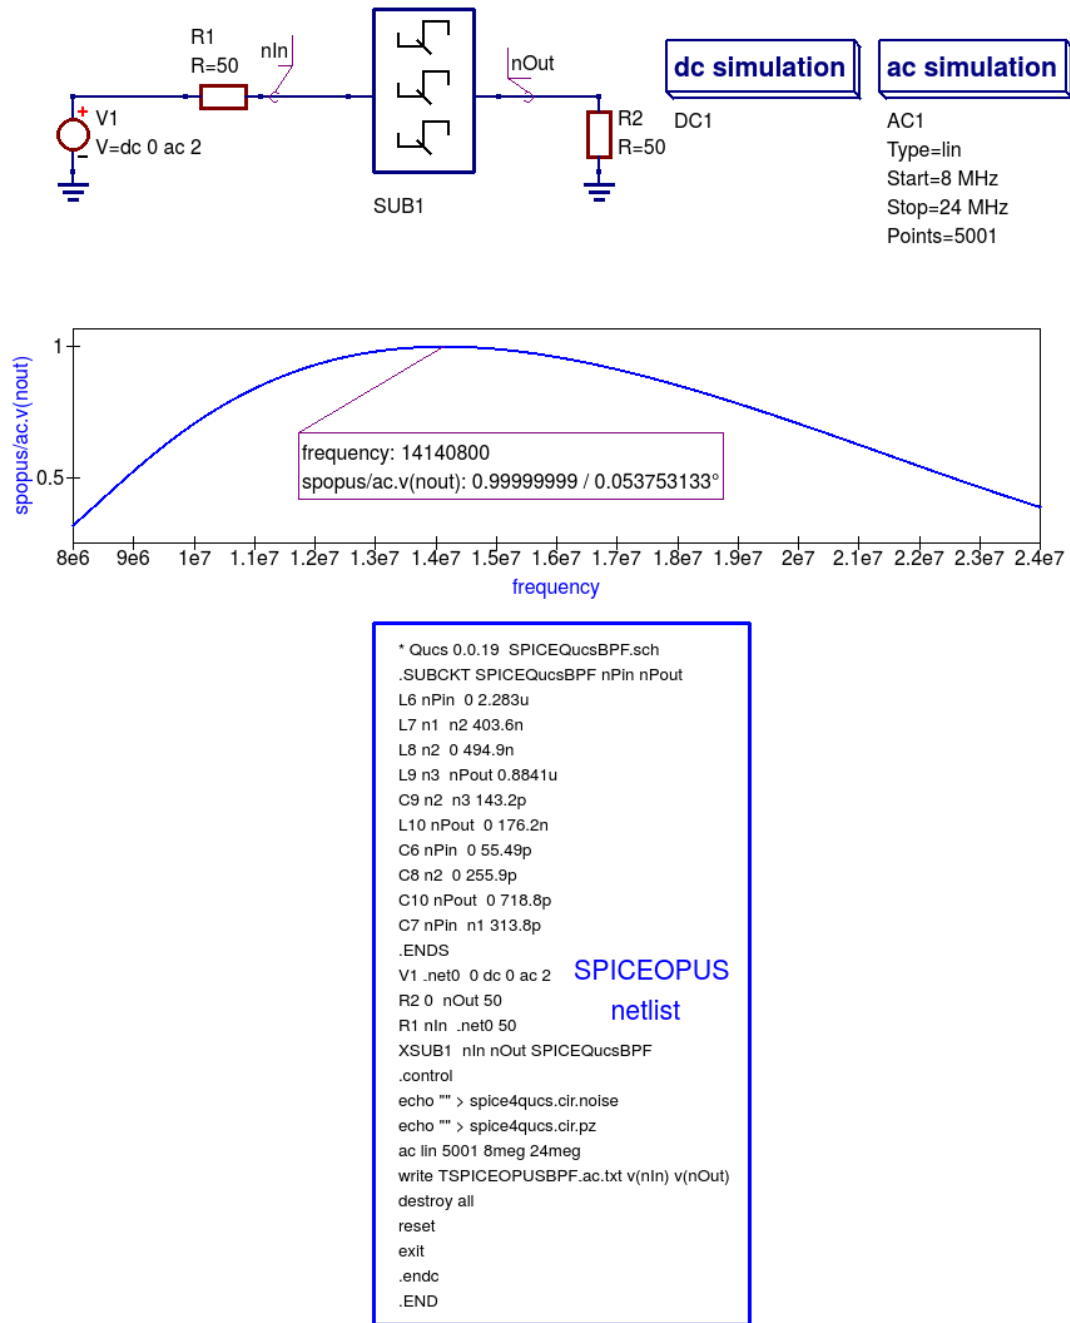 R1
R=50
nIn
V1
V=dc 0 ac 2
SUB1
nOut
R2
R=50
dc simulation
DC1
ac simulation
AC1
Type=lin
Start=8 MHz
Stop=24 MHz
Points=5001
spopus/ac.v(nout)
1
0.5
frequency: 14140800
spopus/ac.v(nout): 0.99999999 / 0.053753133°
8e6 9e6 1e7 1.1e7 1.2e7 1.3e7 1.4e7 1.5e7 1.6e7 1.7e7 1.8e7 1.9e7 2e7 2.1e7 2.2e7 2.3e7 2.4e7
frequency
* Qucs 0.0.19  SPICEQucsBPF.sch
.SUBCKT SPICEQucsBPF nPin nPout
L6 nPin  0 2.283u
L7 n1  n2 403.6n
L8 n2  0 494.9n
L9 n3  nPout 0.8841u
C9 n2  n3 143.2p
L10 nPout  0 176.2n
C6 nPin  0 55.49p
C8 n2  0 255.9p
C10 nPout  0 718.8p
C7 nPin  n1 313.8p
.ENDS
V1 _net0  0 dc 0 ac 2
R2 0  nOut 50
R1 nIn  _net0 50
XSUB1  nIn nOut SPICEQucsBPF
.control
echo "" > spice4qucs.cir.noise
echo "" > spice4qucs.cir.pz
ac lin 5001 8meg 24meg
write TSPICEOPUSBPF.ac.txt v(nIn) v(nOut)
destroy all
reset
exit
.endc
.END
SPICEOPUS
netlist